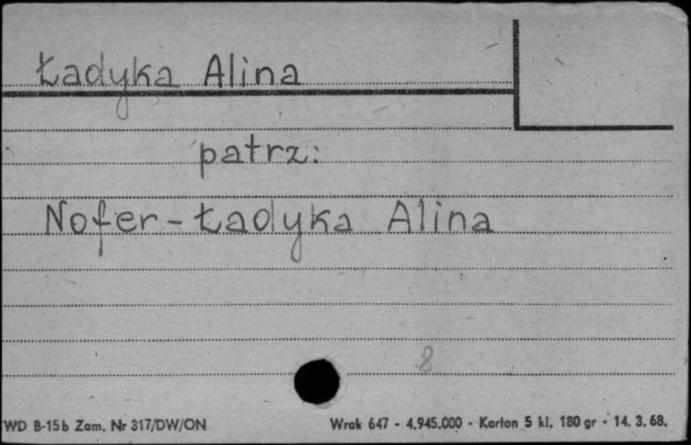 Ładyka Alina
patrz:
Nofer-Ładyka Alina
8
WD B-15b Zam. Nr 317/DW/ON Wrak 647 - 4.945.000 - Karton 5 kl. 180 gr - 14. 3. 68.